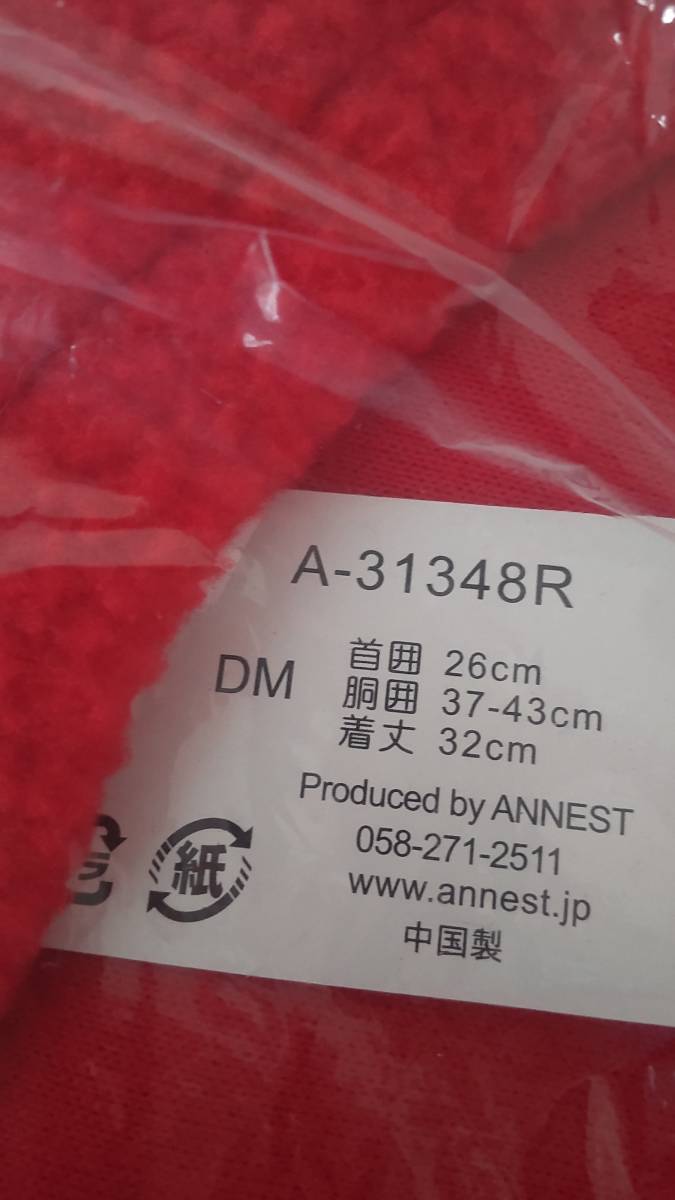 A-31348R
DM
首囲 26cm
胴囲 37-43cm
着丈 32cm
Produced by ANNEST
058-271-2511
www.annest.jp
ラ
紙
中国製